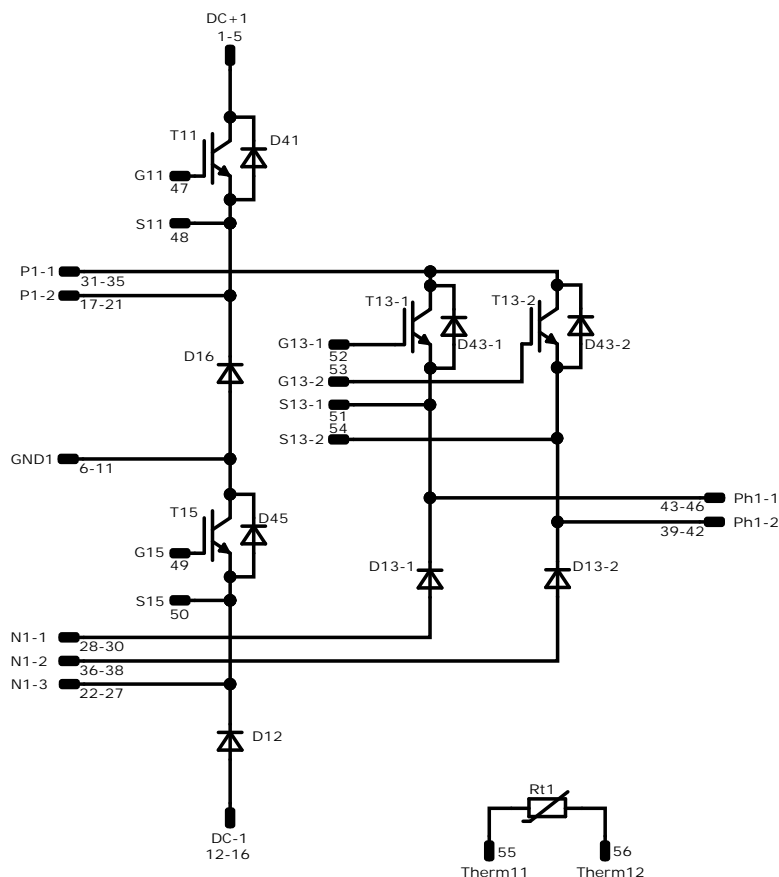 DC+1
1-5
T11
D41
G11
47
S11
48
P1-1
31-35
P1-2
17-21
T13-1
T13-2
D16
G13-1
52
D43-1
D43-2
53
G13-2
S13-1
51
54
S13-2
GND1
6-11
T15
D45
G15
49
Ph1-1
43-46
Ph1-2
39-42
D13-1
D13-2
S15
50
N1-1
28-30
N1-2
36-38
N1-3
22-27
D12
DC-1
12-16
Rt1
55
56
Therm11
Therm12